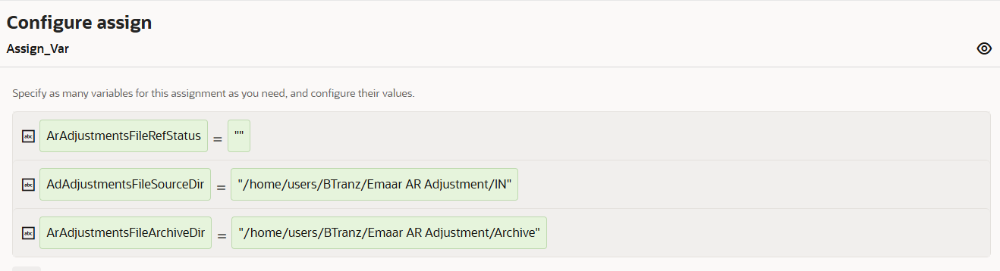 Configure assign
Assign_Var
Specify as many variables for this assignment as you need, and configure their values.
abc ArAdjustmentsFileRefStatus = ""
abc AdAdjustmentsFileSourceDir = "/home/users/BTranz/Emaar AR Adjustment/IN"
abc ArAdjustmentsFileArchiveDir = "/home/users/BTranz/Emaar AR Adjustment/Archive"